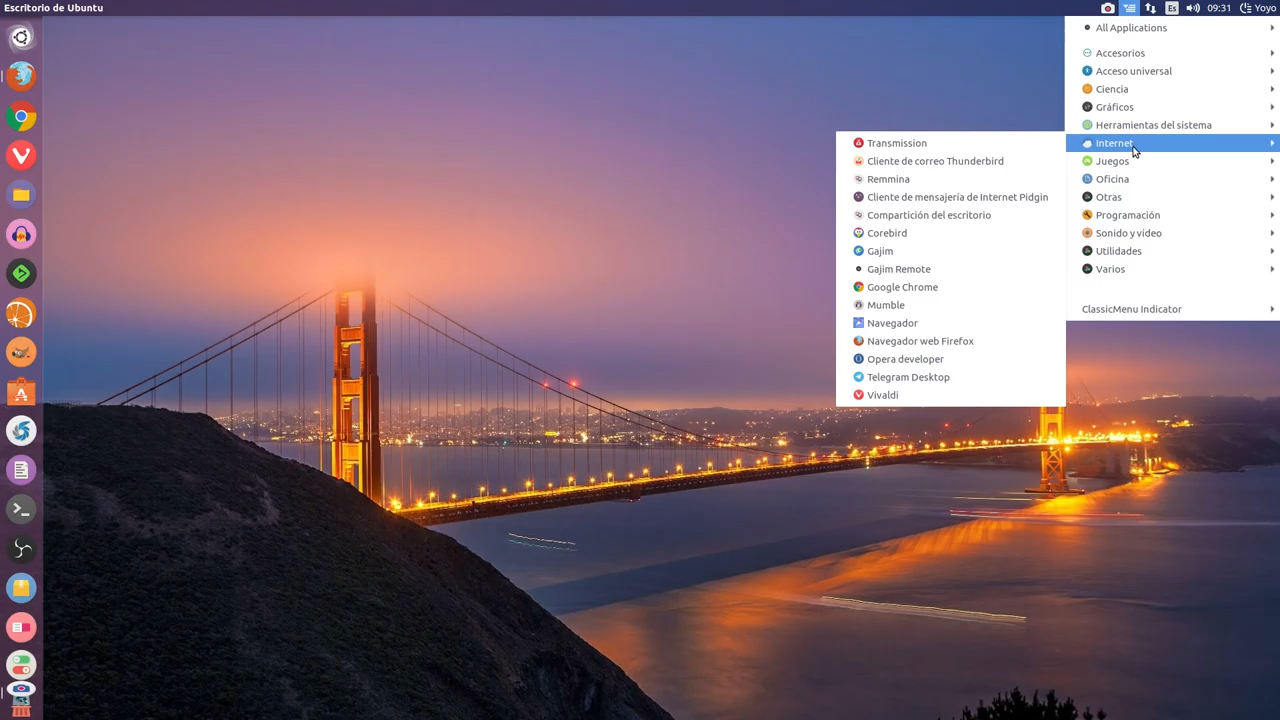 Escritorio de Ubuntu
Es
09:31
Yoyo
All Applications
Accesorios
Acceso universal
Ciencia
Gráficos
Herramientas del sistema
Internet
Juegos
Oficina
Otras
Programación
Sonido y vídeo
Utilidades
Varios
ClassicMenu Indicator
Transmission
Cliente de correo Thunderbird
Remmina
Cliente de mensajería de Internet Pidgin
Compartición del escritorio
Corebird
Gajim
Gajim Remote
Google Chrome
Mumble
Navegador
Navegador web Firefox
Opera developer
Telegram Desktop
Vivaldi